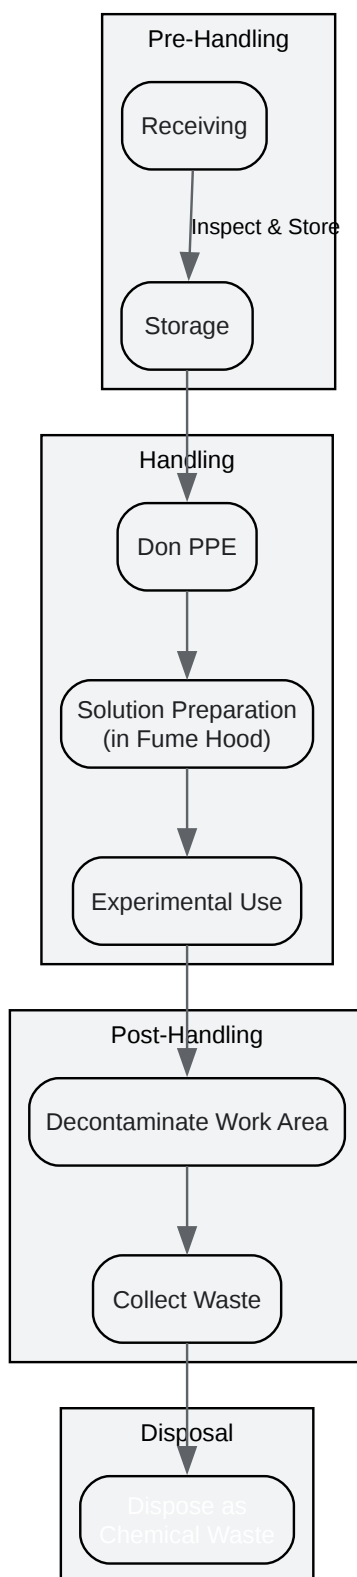 Pre-Handling
Receiving
Inspect & Store
Storage
Handling
Don PPE
Solution Preparation
(in Fume Hood)
Experimental Use
Post-Handling
Decontaminate Work Area
Collect Waste
Disposal
Dispose as
Chemical Waste